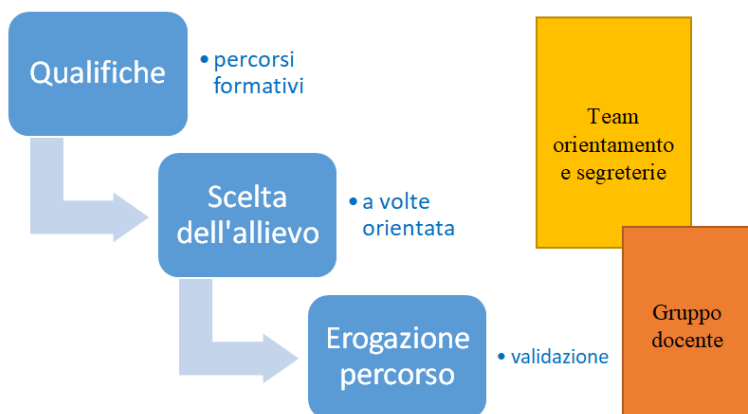 Qualifiche
• percorsi
formativi
Scelta
dell'allievo
• a volte
orientata
Erogazione
percorso
• validazione
Team
orientamento
e segreterie
Gruppo
docente